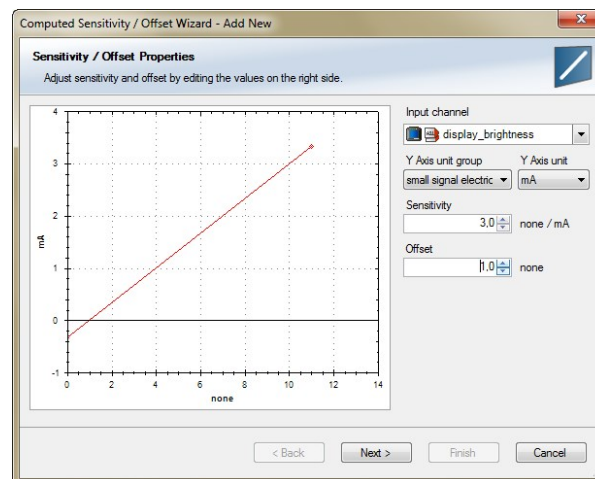 Computed Sensitivity / Offset Wizard - Add New
Sensitivity / Offset Properties
Adjust sensitivity and offset by editing the values on the right side.
4
3
2
1
0
-1
mA
0 2 4 6 8 10 12 14
none
Input channel
display_brightness
Y Axis unit group Y Axis unit
small signal electric mA
Sensitivity
3,0 none / mA
Offset
1,0 none
< Back Next > Finish Cancel